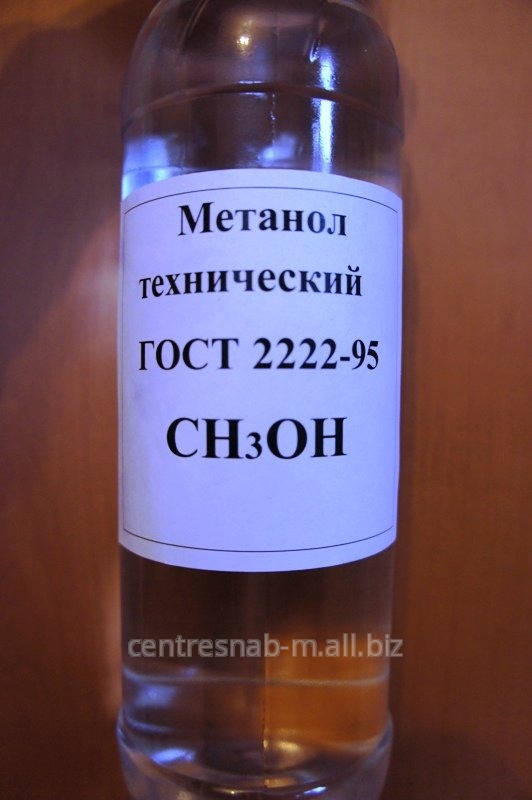 Метанол
технический
ГОСТ 2222-95
CH3OH
centresnab-m.all.biz